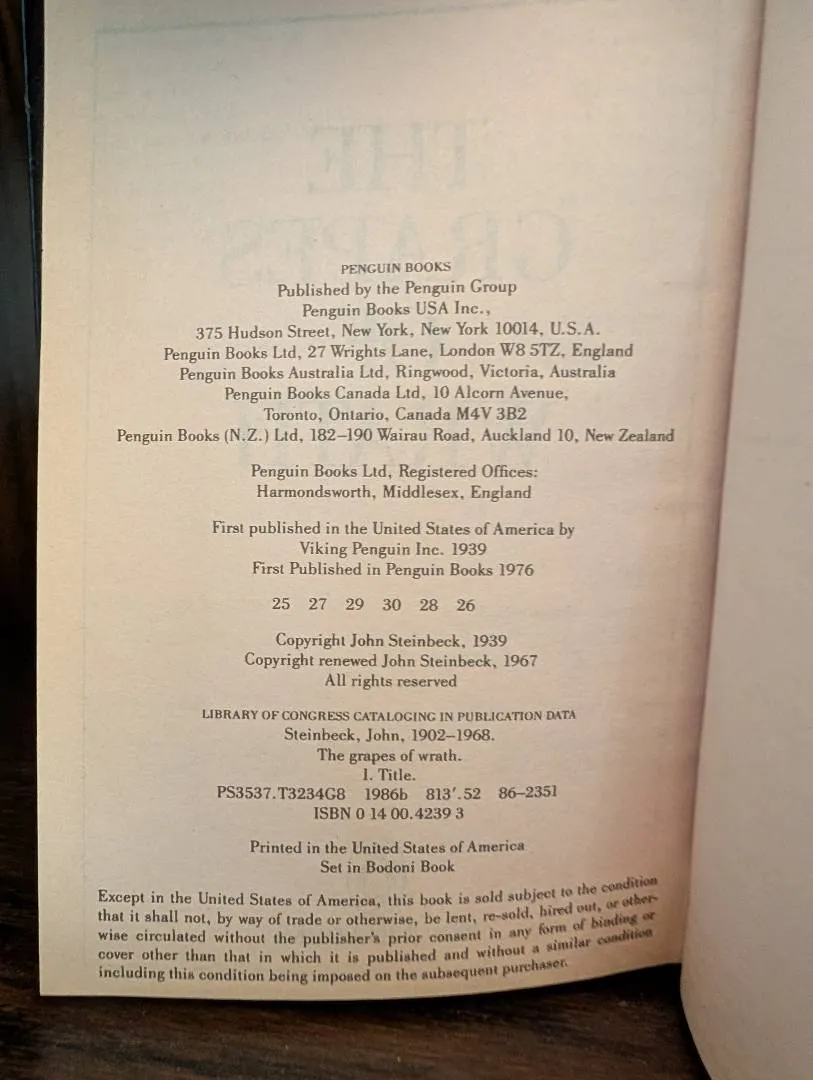 PENGUIN BOOKS
Published by the Penguin Group
Penguin Books USA Inc.,
375 Hudson Street, New York, New York 10014, U.S.A.
Penguin Books Ltd, 27 Wrights Lane, London W8 5TZ, England
Penguin Books Australia Ltd, Ringwood, Victoria, Australia
Penguin Books Canada Ltd, 10 Alcorn Avenue,
Toronto, Ontario, Canada M4V 3B2
Penguin Books (N.Z.) Ltd, 182–190 Wairau Road, Auckland 10, New Zealand
Penguin Books Ltd, Registered Offices:
Harmondsworth, Middlesex, England
First published in the United States of America by
Viking Penguin Inc. 1939
First Published in Penguin Books 1976
25 27 29 30 28 26
Copyright John Steinbeck, 1939
Copyright renewed John Steinbeck, 1967
All rights reserved
LIBRARY OF CONGRESS CATALOGING IN PUBLICATION DATA
Steinbeck, John, 1902–1968.
The grapes of wrath.
I. Title.
PS3537.T3234G8 1986b 813'.52 86–2351
ISBN 0 14 00.4239 3
Printed in the United States of America
Set in Bodoni Book
Except in the United States of America, this book is sold subject to the condition
that it shall not, by way of trade or otherwise, be lent, re-sold, hired out, or other-
wise circulated without the publisher's prior consent in any form of binding or
cover other than that in which it is published and without a similar condition
including this condition being imposed on the subsequent purchaser.